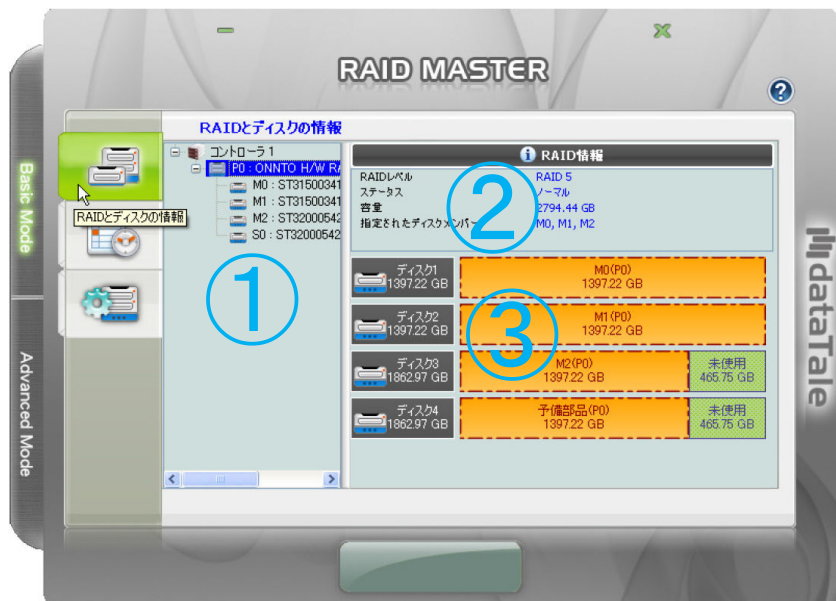 RAID MASTER
?
RAIDとディスクの情報
Basic Mode
Advanced Mode
RAIDとディスクの情報
コントローラ 1
P0 : ONNTO H/W RA
M0 : ST31500341
M1 : ST31500341
M2 : ST32000542
S0 : ST32000542
①
RAID情報
RAIDレベル RAID 5
ステータス ノーマル
容量 2794.44 GB
指定されたディスクメンバー M0, M1, M2
②
ディスク1
1397.22 GB
M0(P0)
1397.22 GB
ディスク2
1397.22 GB
M1(P0)
1397.22 GB
③
ディスク3
1862.97 GB
M2(P0)
1397.22 GB
未使用
465.75 GB
ディスク4
1862.97 GB
予備部品(P0)
1397.22 GB
未使用
465.75 GB
dataTale